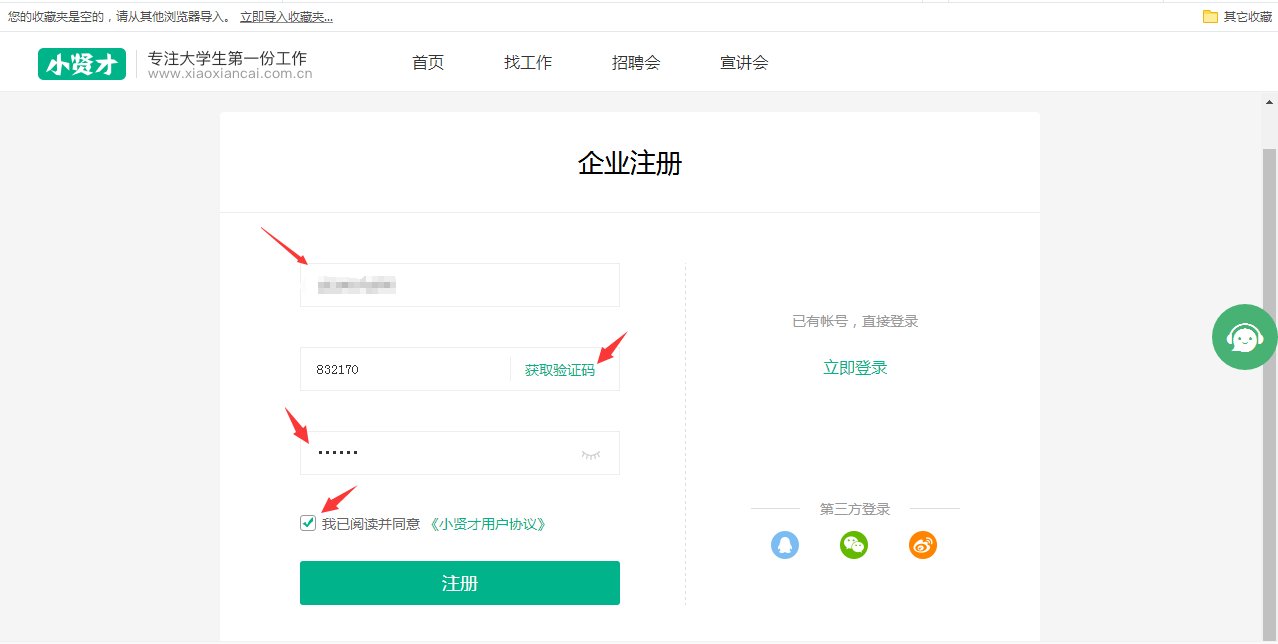 您的收藏夹是空的，请从其他浏览器导入。 立即导入收藏夹...
其它收藏
小贤才
专注大学生第一份工作
www.xiaoxiancai.com.cn
首页 找工作 招聘会 宣讲会
企业注册
832170 获取验证码
••••••
我已阅读并同意 《小贤才用户协议》
注册
已有帐号，直接登录
立即登录
第三方登录